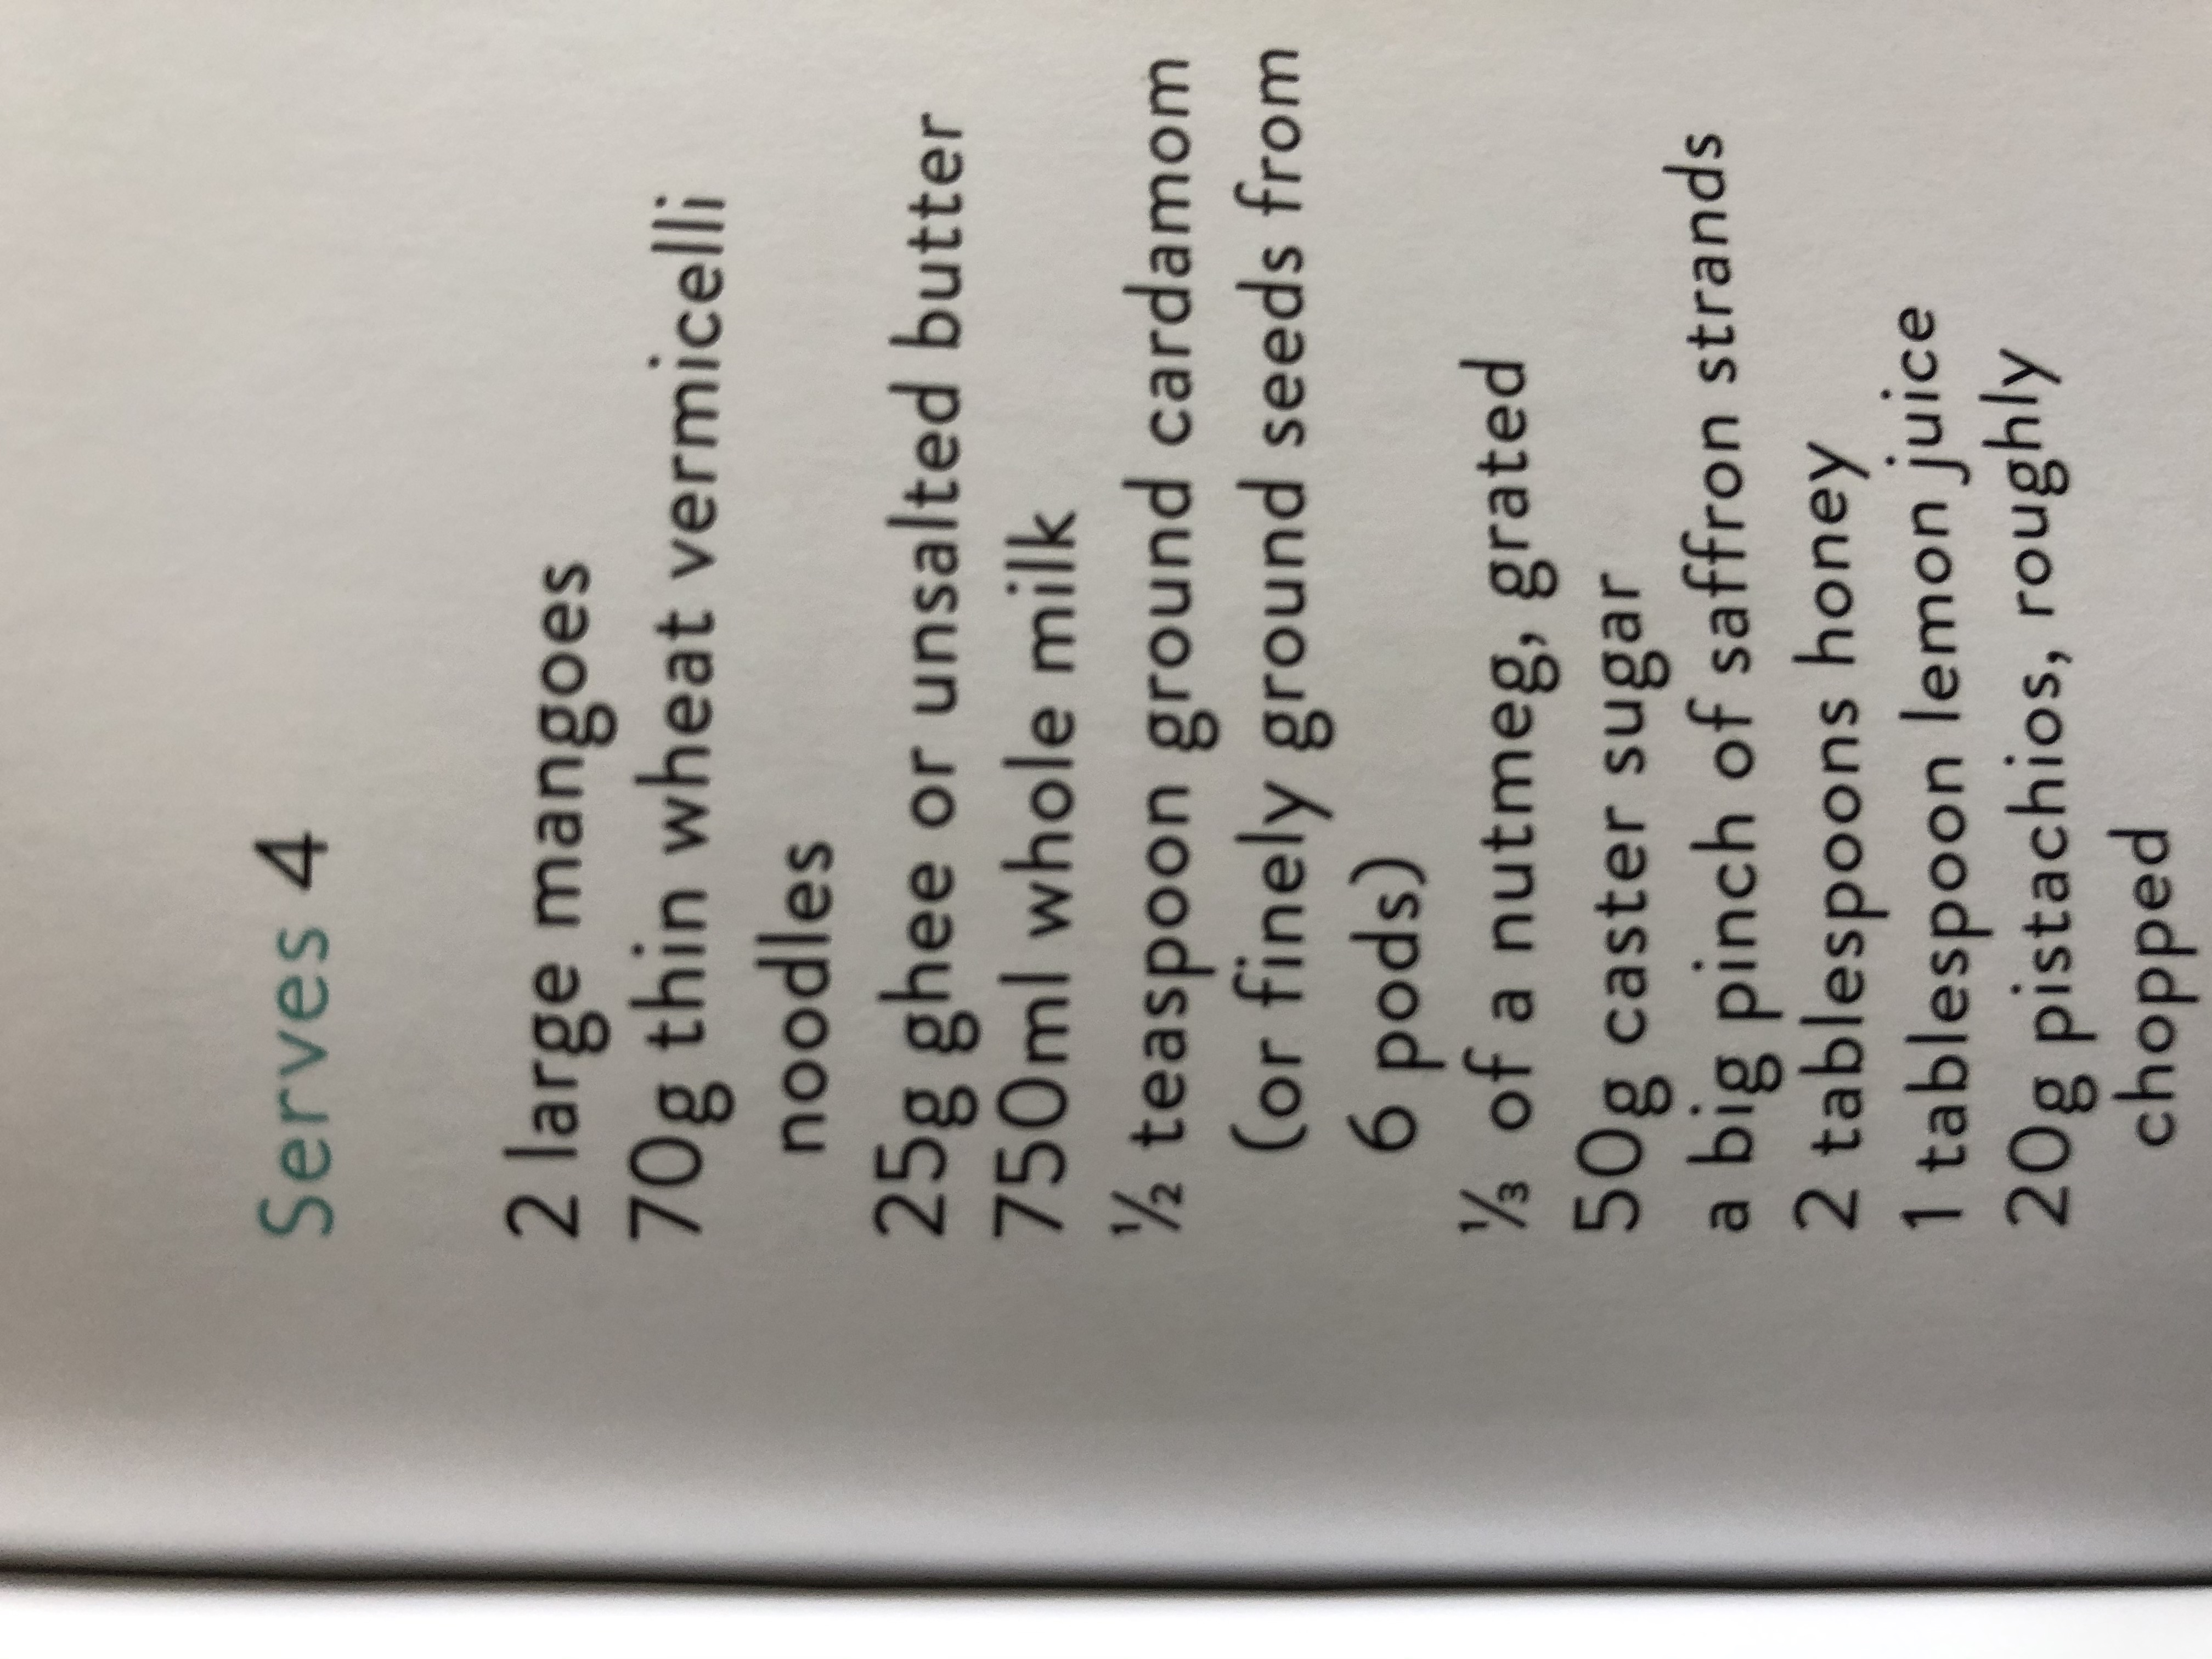 Serves 4
2 large mangoes
70g thin wheat vermicelli
noodles
25g ghee or unsalted butter
750ml whole milk
½ teaspoon ground cardamom
(or finely ground seeds from
6 pods)
⅓ of a nutmeg, grated
50g caster sugar
a big pinch of saffron strands
2 tablespoons honey
1 tablespoon lemon juice
20g pistachios, roughly
chopped